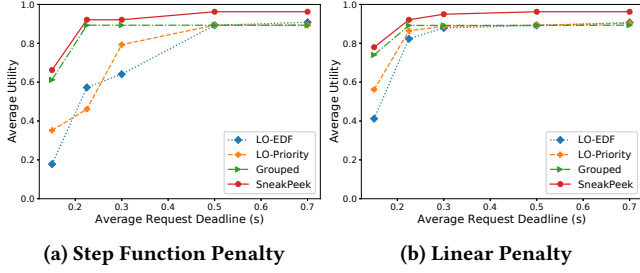 1.0
0.8
0.6
0.4
0.2
0.0
Average Utility
0.2 0.3 0.4 0.5 0.6 0.7
Average Request Deadline (s)
LO-EDF
LO-Priority
Grouped
SneakPeek
(a) Step Function Penalty
1.0
0.8
0.6
0.4
0.2
0.0
Average Utility
0.2 0.3 0.4 0.5 0.6 0.7
Average Request Deadline (s)
LO-EDF
LO-Priority
Grouped
SneakPeek
(b) Linear Penalty